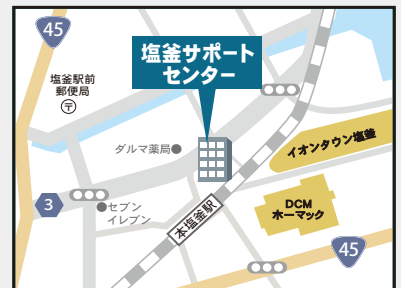 45
塩釜サポート
センター
塩釜駅前
郵便局
〒
ダルマ薬局
イオンタウン塩釜
3
セブン
イレブン
本塩釜駅
DCM
ホーマック
45